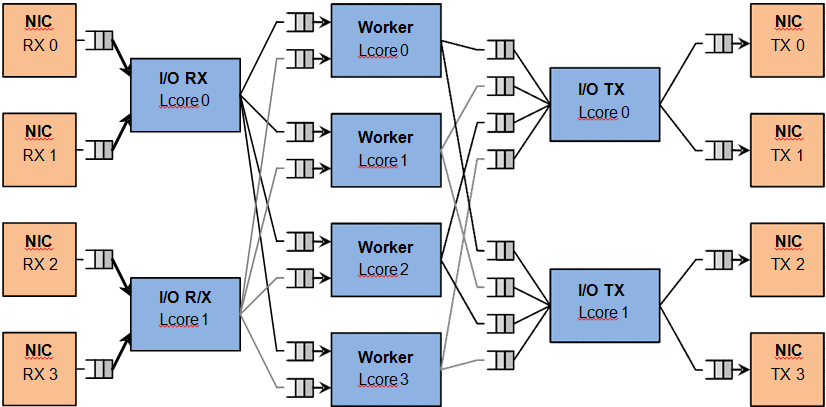 NIC
RX 0
NIC
RX 1
NIC
RX 2
NIC
RX 3
I/O RX
Lcore 0
I/O R/X
Lcore 1
Worker
Lcore 0
Worker
Lcore 1
Worker
Lcore 2
Worker
Lcore 3
I/O TX
Lcore 0
I/O TX
Lcore 1
NIC
TX 0
NIC
TX 1
NIC
TX 2
NIC
TX 3